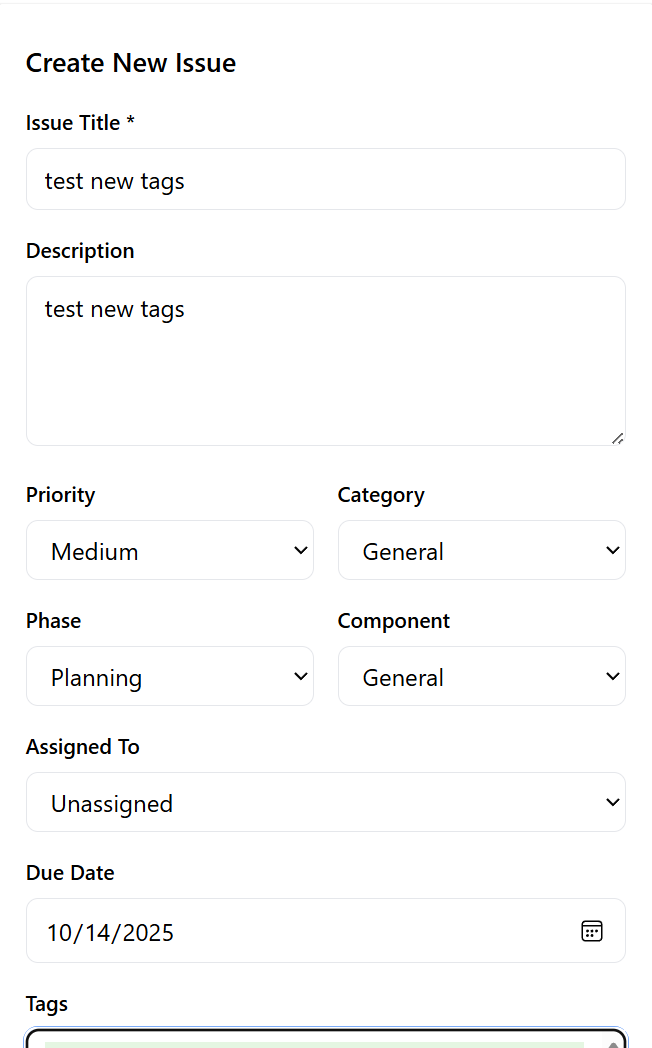 Create New Issue
Issue Title *
test new tags
Description
test new tags
Priority
Category
Medium
General
Phase
Component
Planning
General
Assigned To
Unassigned
Due Date
10/14/2025
Tags